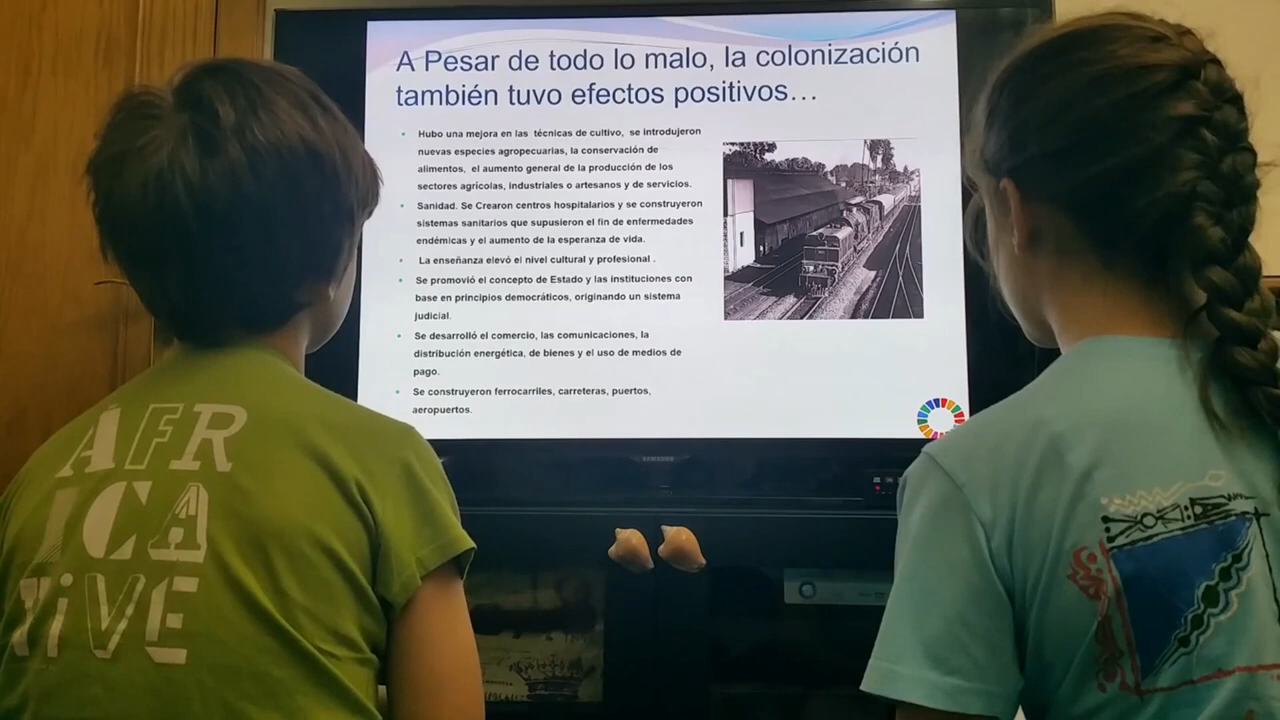 A Pesar de todo lo malo, la colonización
también tuvo efectos positivos…
Hubo una mejora en las técnicas de cultivo, se introdujeron
nuevas especies agropecuarias, la conservación de
alimentos, el aumento general de la producción de los
sectores agrícolas, industriales o artesanos y de servicios.
Sanidad. Se Crearon centros hospitalarios y se construyeron
sistemas sanitarios que supusieron el fin de enfermedades
endémicas y el aumento de la esperanza de vida.
La enseñanza elevó el nivel cultural y profesional .
Se promovió el concepto de Estado y las instituciones con
base en principios democráticos, originando un sistema
judicial.
Se desarrolló el comercio, las comunicaciones, la
distribución energética, de bienes y el uso de medios de
pago.
Se construyeron ferrocarriles, carreteras, puertos,
aeropuertos.
SAMSUNG
AFR
ICA
TiVE